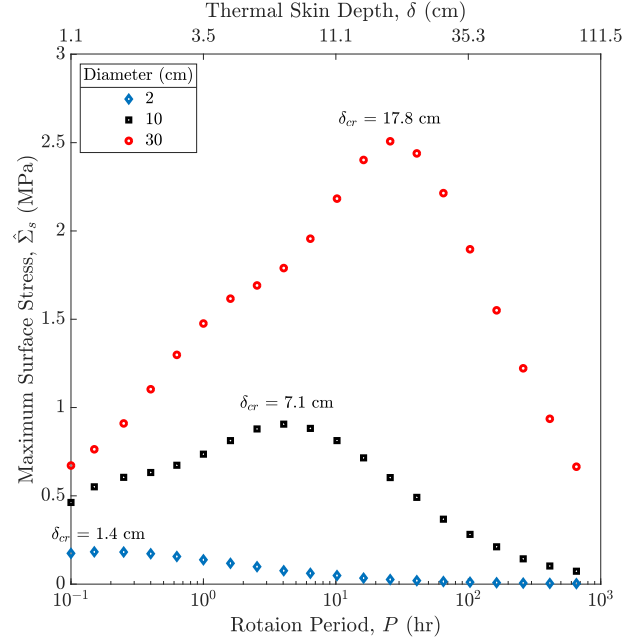 Thermal Skin Depth, δ (cm)
1.1 3.5 11.1 35.3 111.5
3
2.5
2
1.5
1
0.5
0
Maximum Surface Stress, Σ̂ₛ (MPa)
Diameter (cm)
2
10
30
δcr = 17.8 cm
δcr = 7.1 cm
δcr = 1.4 cm
10⁻¹ 10⁰ 10¹ 10² 10³
Rotaion Period, P (hr)